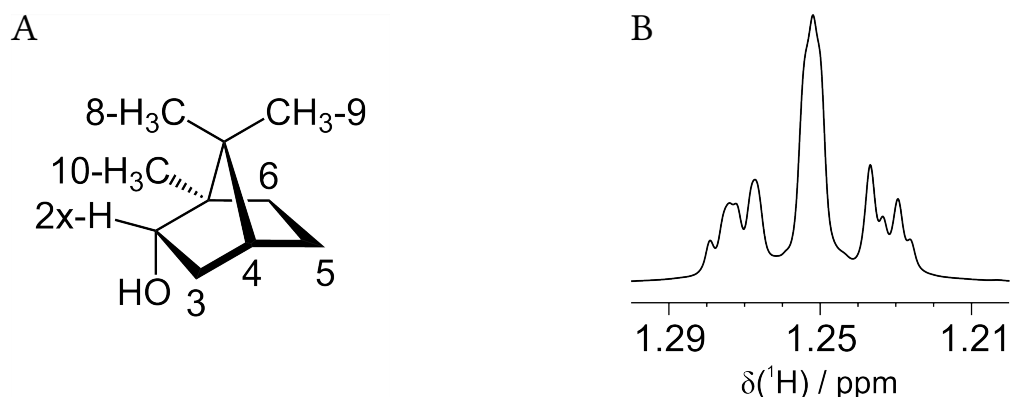 A
B
8-H₃C
CH₃-9
10-H₃C
6
2x-H
4
5
HO
3
1.29
1.25
1.21
δ(¹H) / ppm